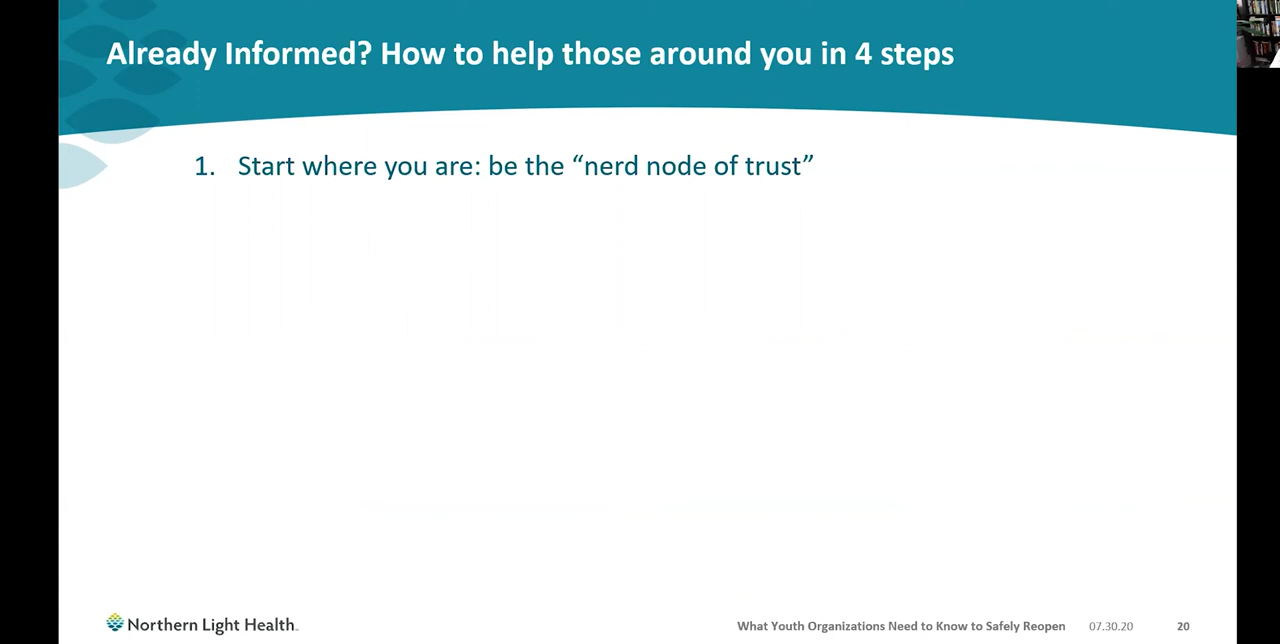 Already Informed? How to help those around you in 4 steps
1. Start where you are: be the “nerd node of trust”
Northern Light Health
What Youth Organizations Need to Know to Safely Reopen 07.30.20 20